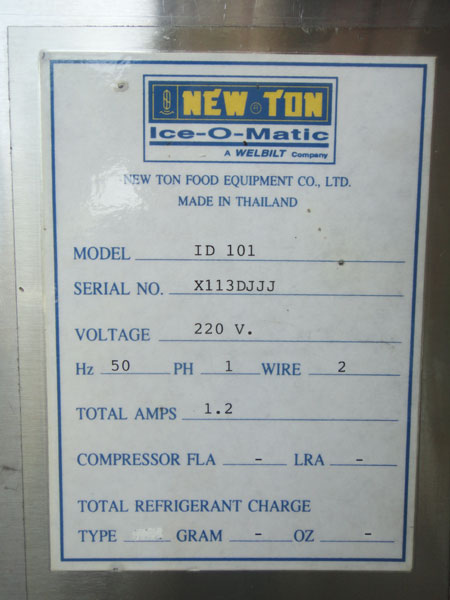 NEW TON
Ice-O-Matic
A WELBILT Company
NEW TON FOOD EQUIPMENT CO., LTD.
MADE IN THAILAND
MODEL ID 101
SERIAL NO. X113DJJJ
VOLTAGE 220 V.
Hz 50 PH 1 WIRE 2
TOTAL AMPS 1.2
COMPRESSOR FLA - LRA -
TOTAL REFRIGERANT CHARGE
TYPE GRAM - OZ -